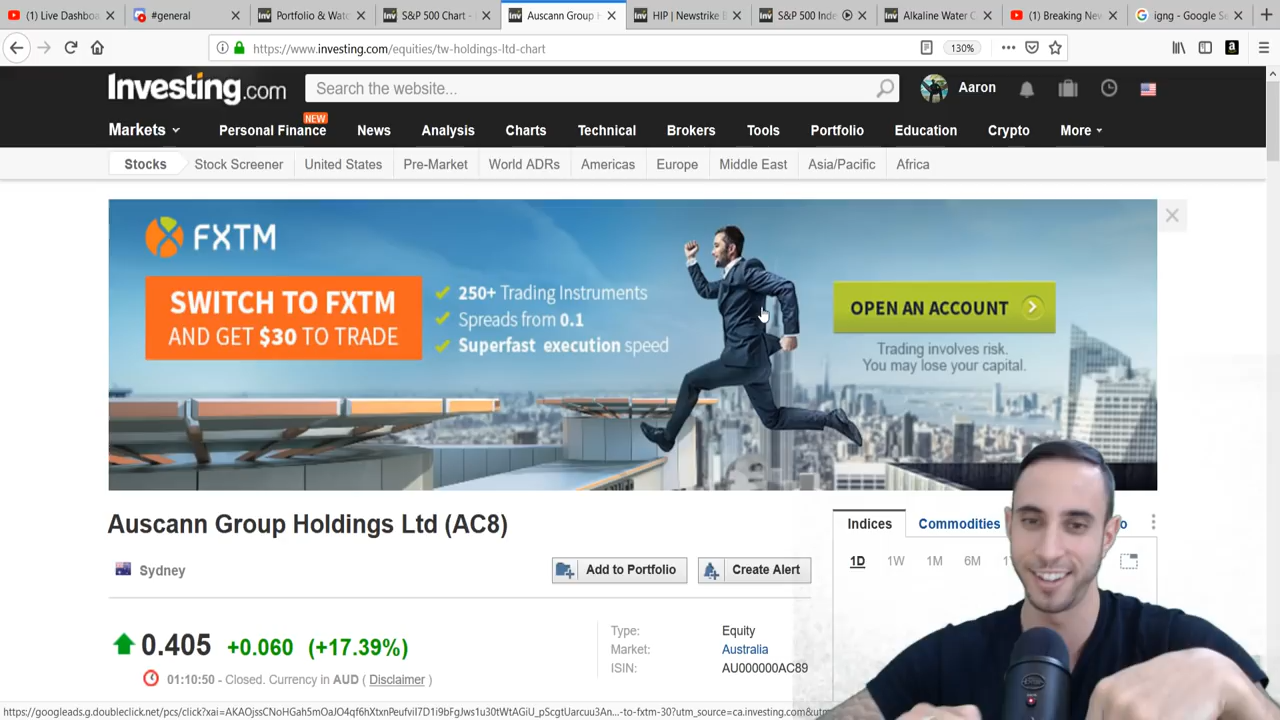 (1) Live Dashboa
#general
Portfolio & Wato
S&P 500 Chart -
Auscann Group H
HIP | Newstrike B
S&P 500 Inde
Alkaline Water C
(1) Breaking New
igng - Google Se
https://www.investing.com/equities/tw-holdings-ltd-chart
130%
Investing.com
Search the website...
Aaron
NEW
Markets
Personal Finance
News
Analysis
Charts
Technical
Brokers
Tools
Portfolio
Education
Crypto
More
Stocks
Stock Screener
United States
Pre-Market
World ADRs
Americas
Europe
Middle East
Asia/Pacific
Africa
FXTM
SWITCH TO FXTM
AND GET $30 TO TRADE
250+ Trading Instruments
Spreads from 0.1
Superfast execution speed
OPEN AN ACCOUNT
Trading involves risk.
You may lose your capital.
Auscann Group Holdings Ltd (AC8)
Indices
Commodities
Sydney
Add to Portfolio
Create Alert
1D
1W
1M
6M
0.405 +0.060 (+17.39%)
01:10:50 - Closed. Currency in AUD ( Disclaimer )
Type: Equity
Market: Australia
ISIN: AU000000AC89